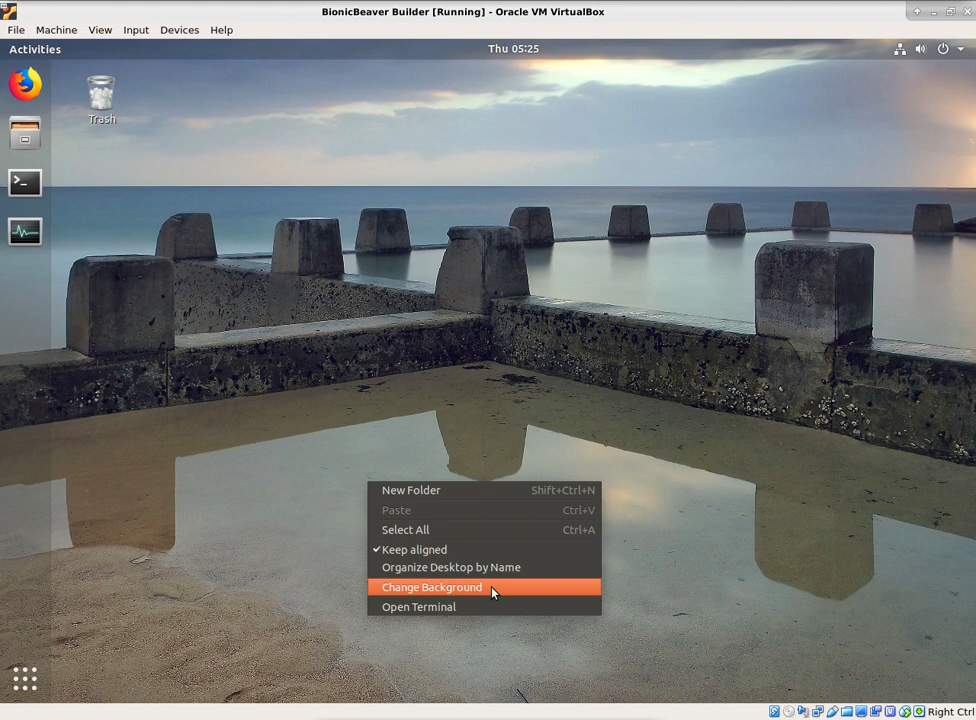 BionicBeaver Builder [Running] - Oracle VM VirtualBox
File Machine View Input Devices Help
Activities Thu 05:25
Trash
New Folder Shift+Ctrl+N
Paste Ctrl+V
Select All Ctrl+A
Keep aligned
Organize Desktop by Name
Change Background
Open Terminal
Right Ctrl